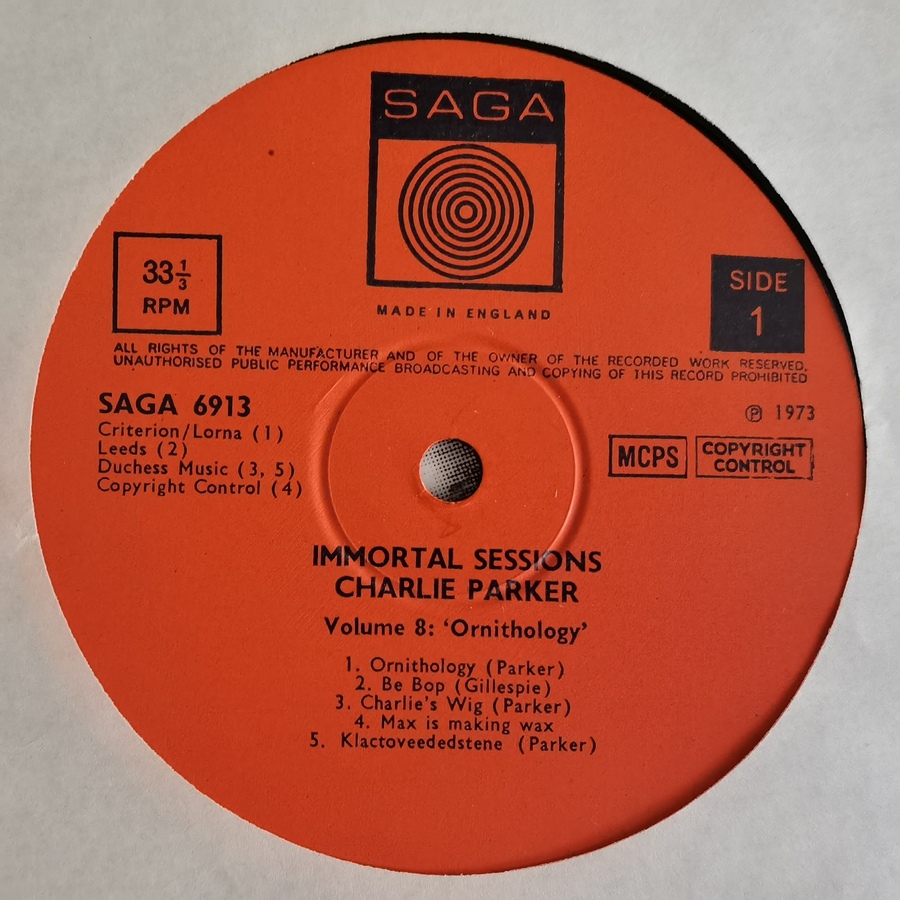 SAGA
33 1/3
RPM
SIDE
1
MADE IN ENGLAND
ALL RIGHTS OF THE MANUFACTURER AND OF THE OWNER OF THE RECORDED WORK RESERVED.
UNAUTHORISED PUBLIC PERFORMANCE BROADCASTING AND COPYING OF THIS RECORD PROHIBITED
SAGA 6913
Criterion/Lorna (1)
Leeds (2)
Duchess Music (3, 5)
Copyright Control (4)
℗ 1973
MCPS
COPYRIGHT
CONTROL
IMMORTAL SESSIONS
CHARLIE PARKER
Volume 8: ‘Ornithology’
1. Ornithology (Parker)
2. Be Bop (Gillespie)
3. Charlie's Wig (Parker)
4. Max is making wax
5. Klactoveededstene (Parker)